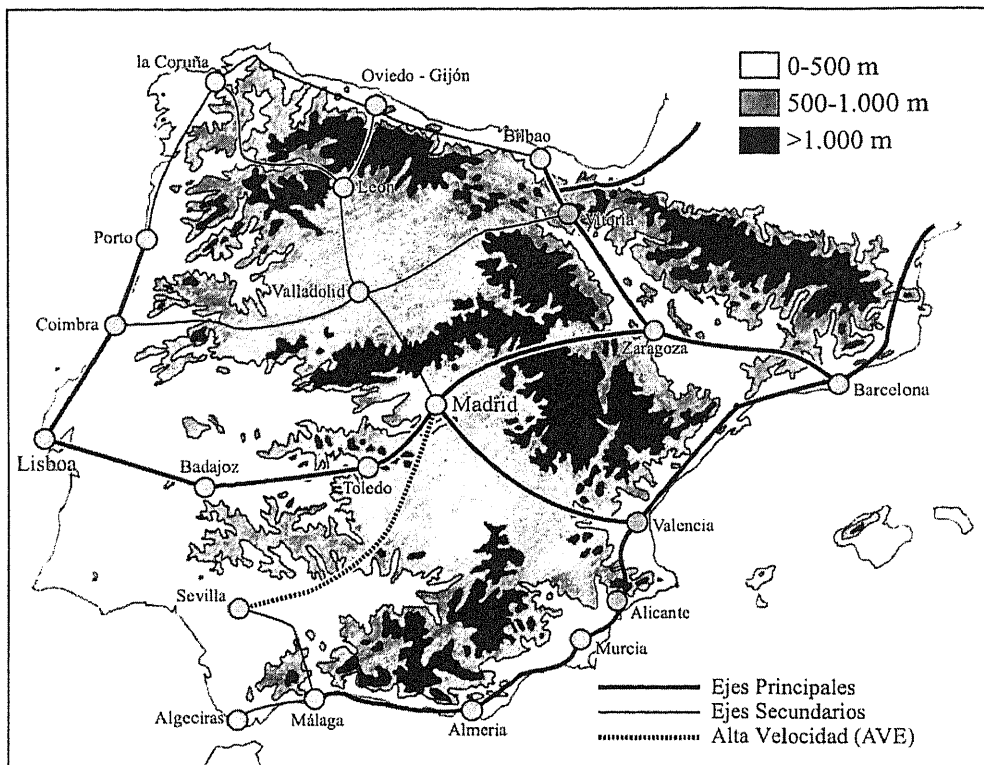 la Coruña
Oviedo - Gijón
Bilbao
0-500 m
500-1.000 m
>1.000 m
León
Vitoria
Porto
Valladolid
Coimbra
Zaragoza
Barcelona
Madrid
Lisboa
Badajoz
Toledo
Valencia
Sevilla
Alicante
Murcia
Algeciras
Málaga
Almeria
Ejes Principales
Ejes Secundarios
Alta Velocidad (AVE)